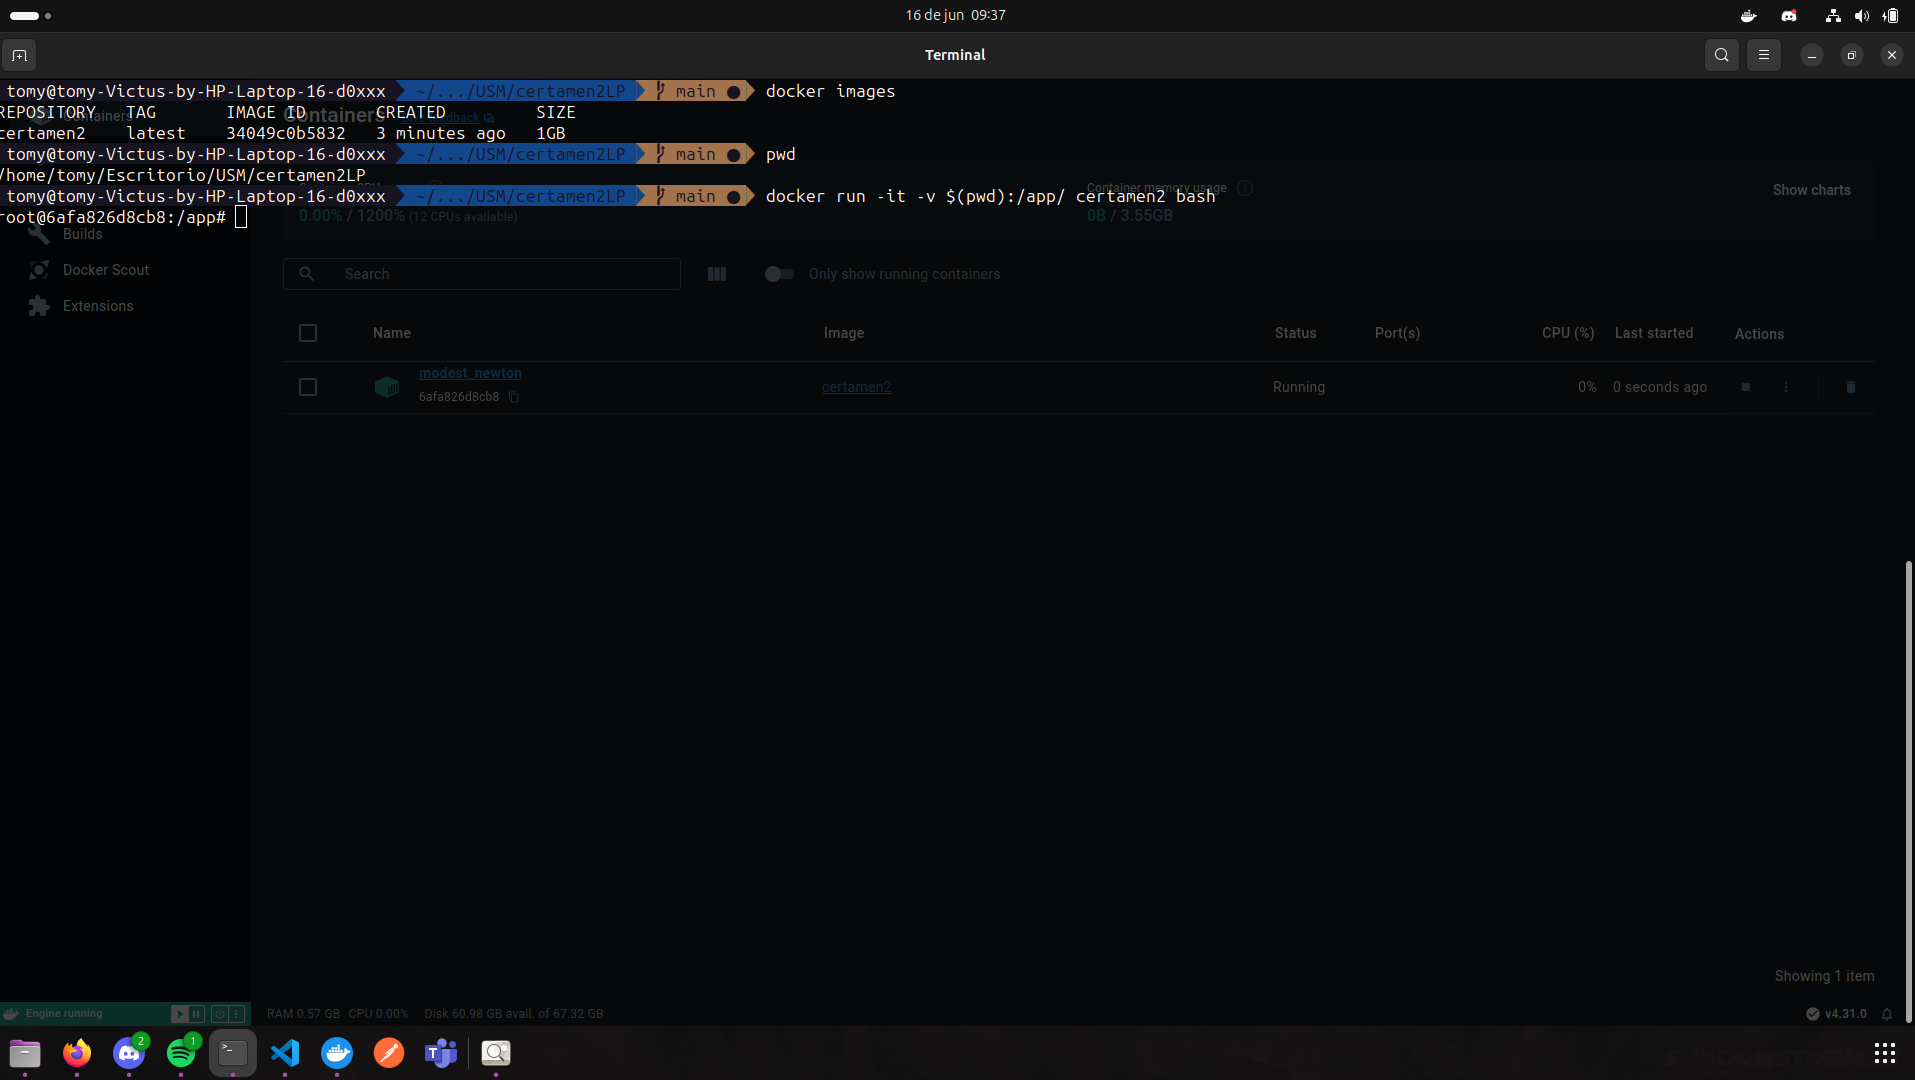 16 de jun 09:37
Terminal
tomy@tomy-Victus-by-HP-Laptop-16-d0xxx ~/.../USM/certamen2LP main ● docker images
REPOSITORY TAG IMAGE ID CREATED SIZE
certamen2 latest 34049c0b5832 3 minutes ago 1GB
tomy@tomy-Victus-by-HP-Laptop-16-d0xxx ~/.../USM/certamen2LP main ● pwd
/home/tomy/Escritorio/USM/certamen2LP
tomy@tomy-Victus-by-HP-Laptop-16-d0xxx ~/.../USM/certamen2LP main ● docker run -it -v $(pwd):/app/ certamen2 bash
root@6afa826d8cb8:/app#
Containers
Containers
feedback
Container memory usage
Show charts
0.00% / 1200% (12 CPUs available)
0B / 3.55GB
Builds
Docker Scout
Extensions
Search
Only show running containers
Name Image Status Port(s) CPU (%) Last started Actions
modest_newton
6afa826d8cb8
certamen2 Running 0% 0 seconds ago
Showing 1 item
Engine running
RAM 0.57 GB CPU 0.00% Disk 60.98 GB avail. of 67.32 GB
v4.31.0
2
1